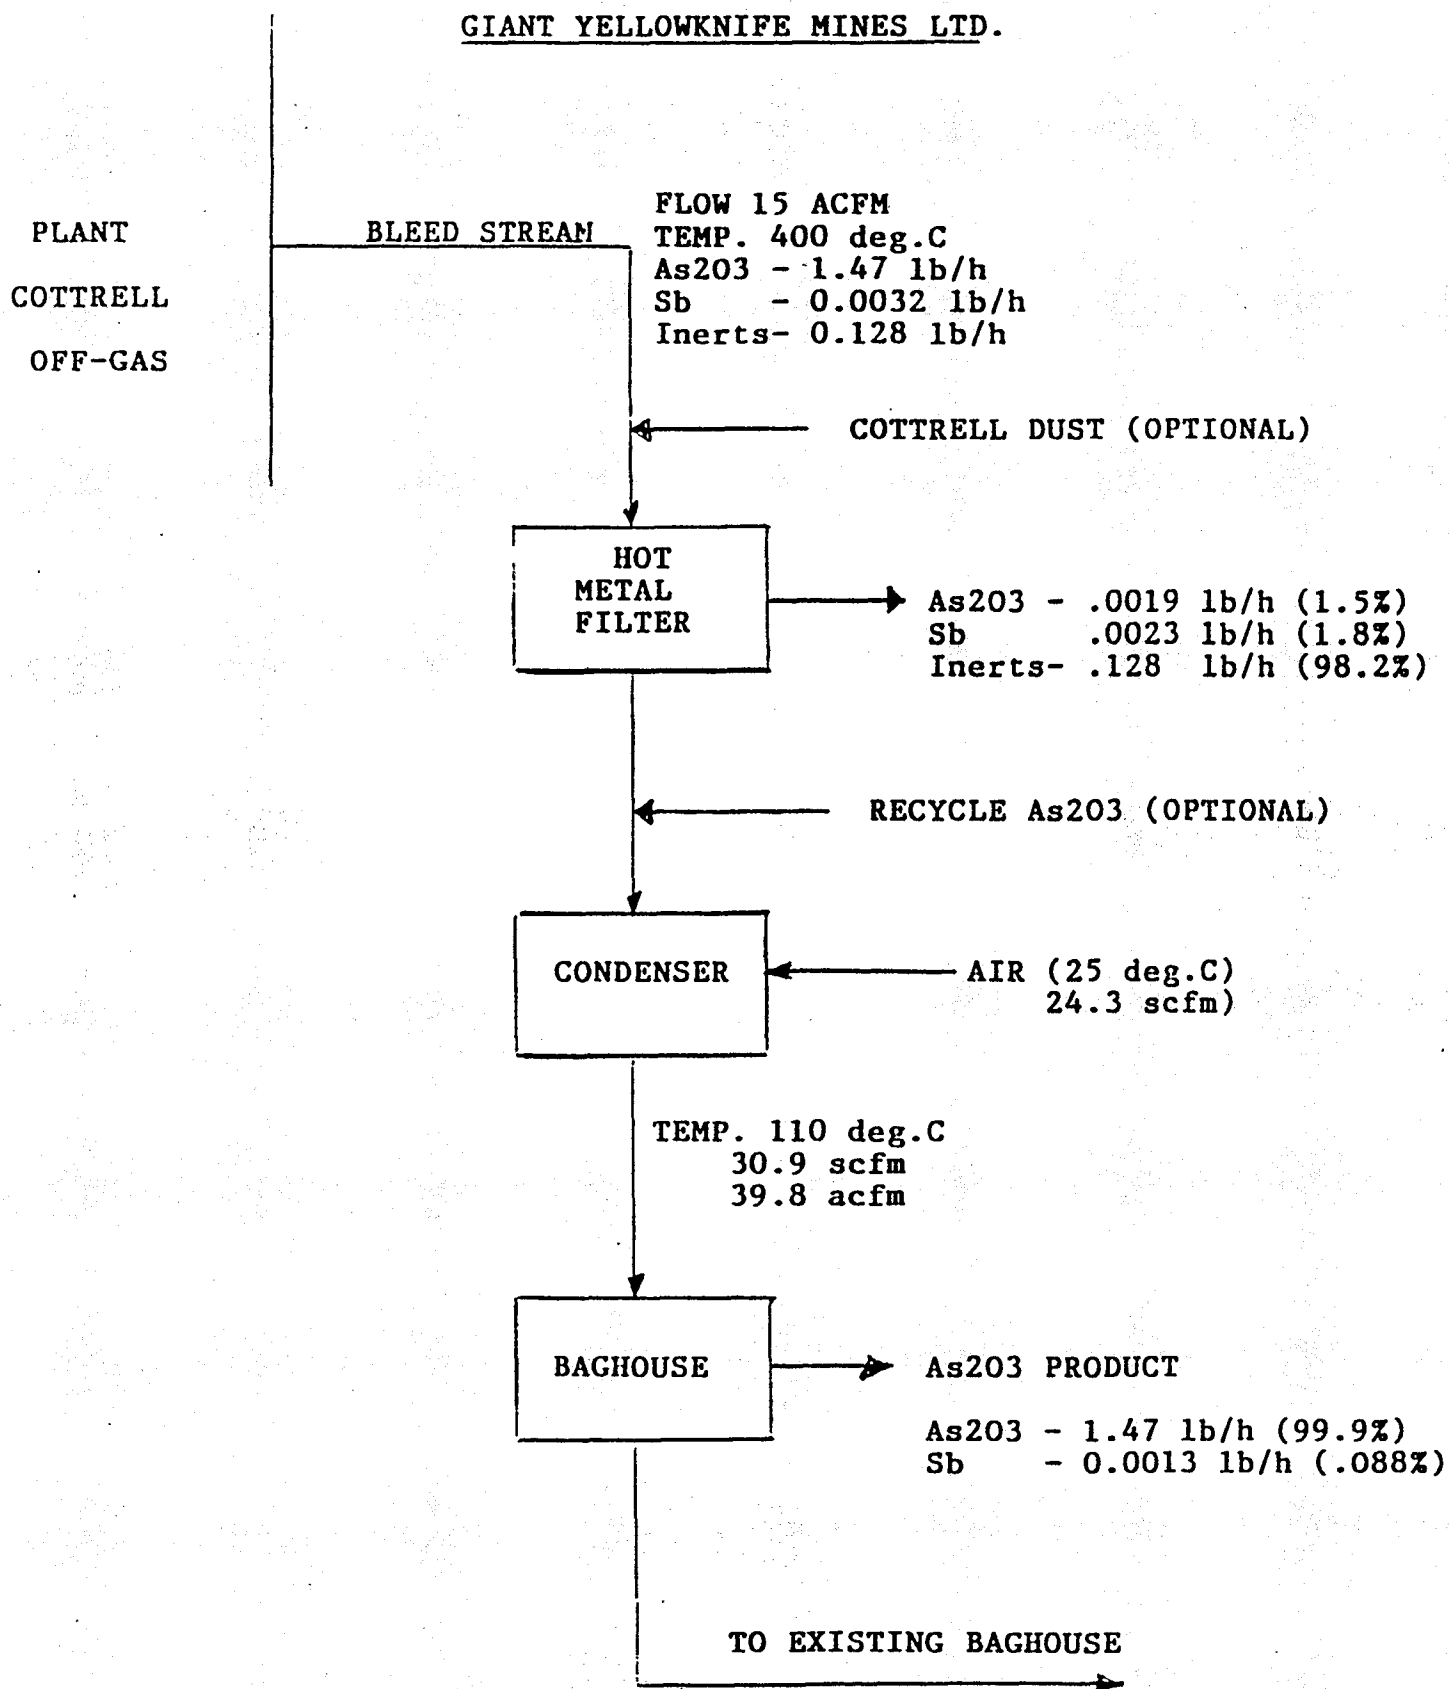 GIANT YELLOWKNIFE MINES LTD.
PLANT
COTTRELL
OFF-GAS
BLEED STREAM
FLOW 15 ACFM
TEMP. 400 deg.C
As2O3 - 1.47 lb/h
Sb - 0.0032 lb/h
Inerts- 0.128 lb/h
COTTRELL DUST (OPTIONAL)
HOT
METAL
FILTER
As2O3 - .0019 lb/h (1.5%)
Sb .0023 lb/h (1.8%)
Inerts- .128 lb/h (98.2%)
RECYCLE As2O3 (OPTIONAL)
CONDENSER
AIR (25 deg.C)
24.3 scfm)
TEMP. 110 deg.C
30.9 scfm
39.8 acfm
BAGHOUSE
As2O3 PRODUCT
As2O3 - 1.47 lb/h (99.9%)
Sb - 0.0013 lb/h (.088%)
TO EXISTING BAGHOUSE